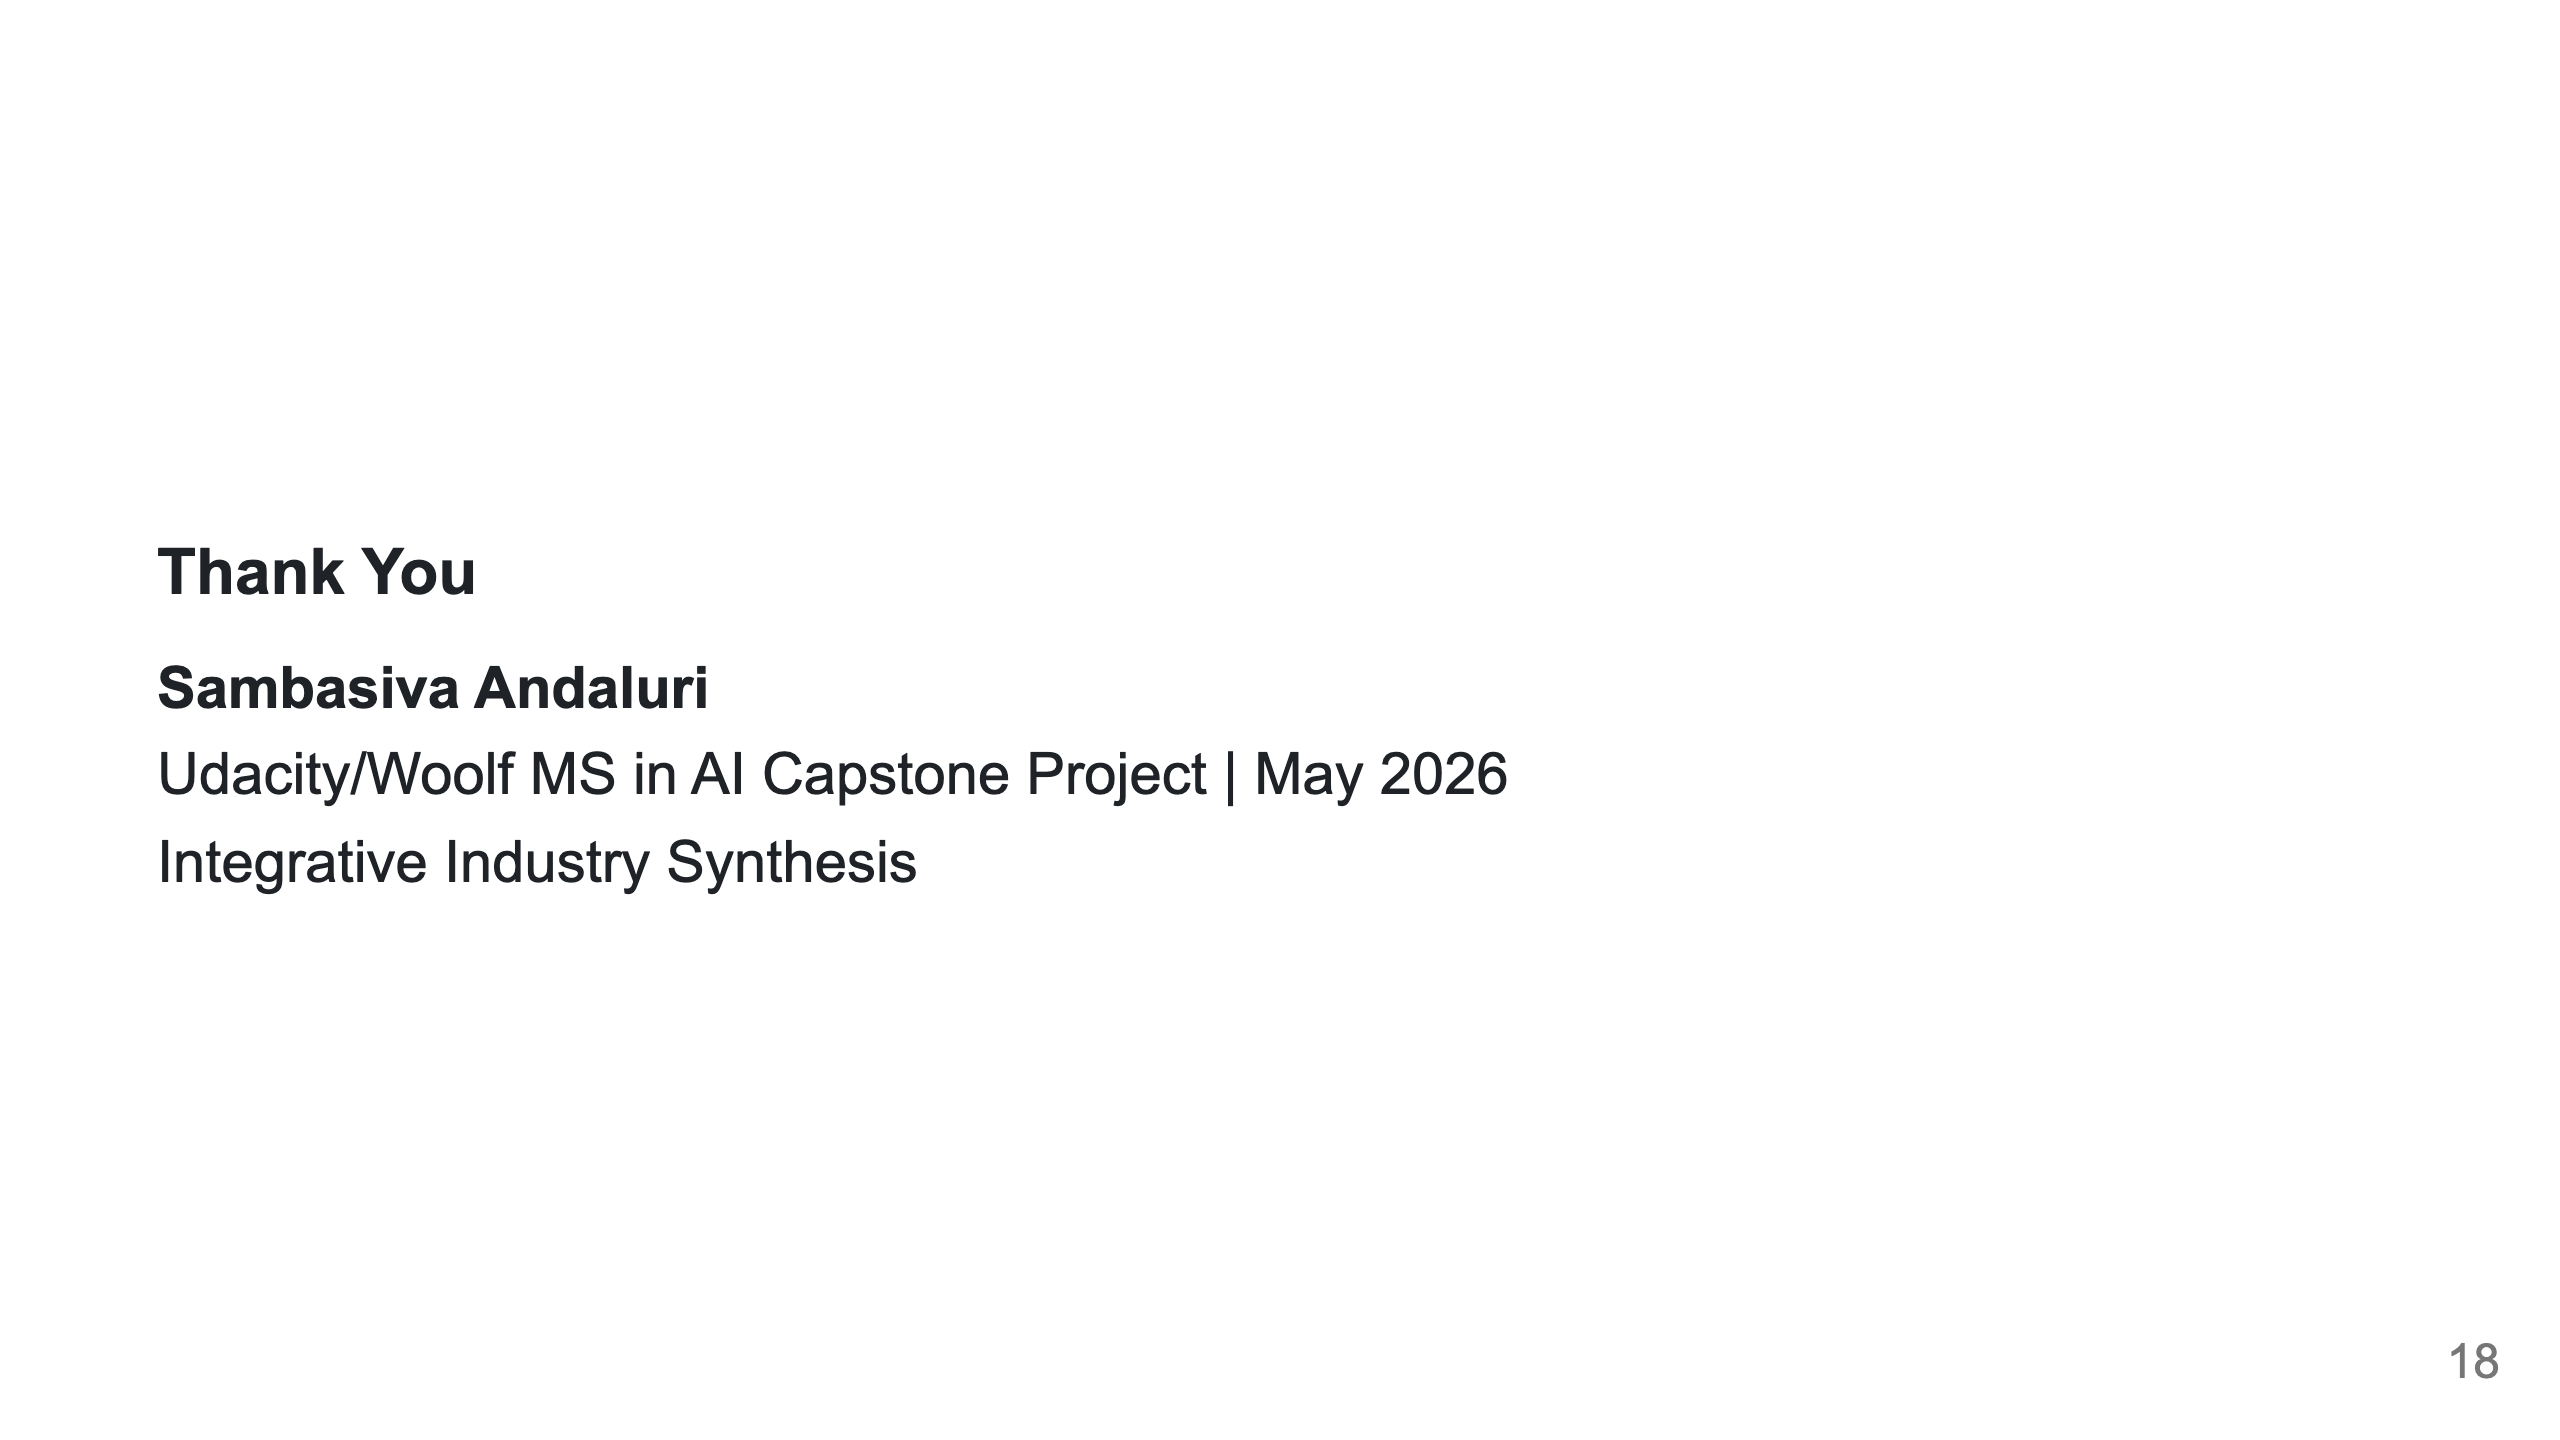 Thank You
Sambasiva Andaluri
Udacity/Woolf MS in AI Capstone Project | May 2026
Integrative Industry Synthesis
18